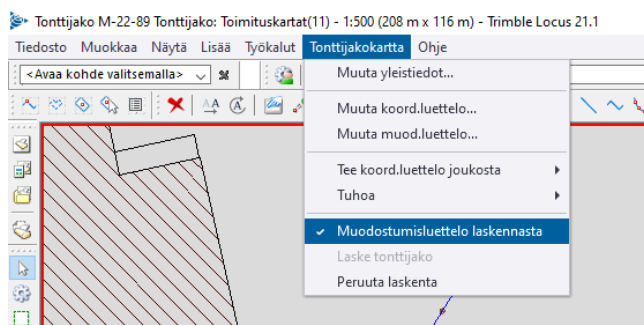 Tonttijako M-22-89 Tonttijako: Toimituskartat(11) - 1:500 (208 m x 116 m) - Trimble Locus 21.1
Tiedosto Muokkaa Näytä Lisää Työkalut Tonttijakokartta Ohje
<Avaa kohde valitsemalla>
Muuta yleistiedot...
Muuta koord.luettelo...
Muuta muod.luettelo...
Tee koord.luettelo joukosta
Tuhoa
Muodostumisluettelo laskennasta
Laske tonttijako
Peruuta laskenta